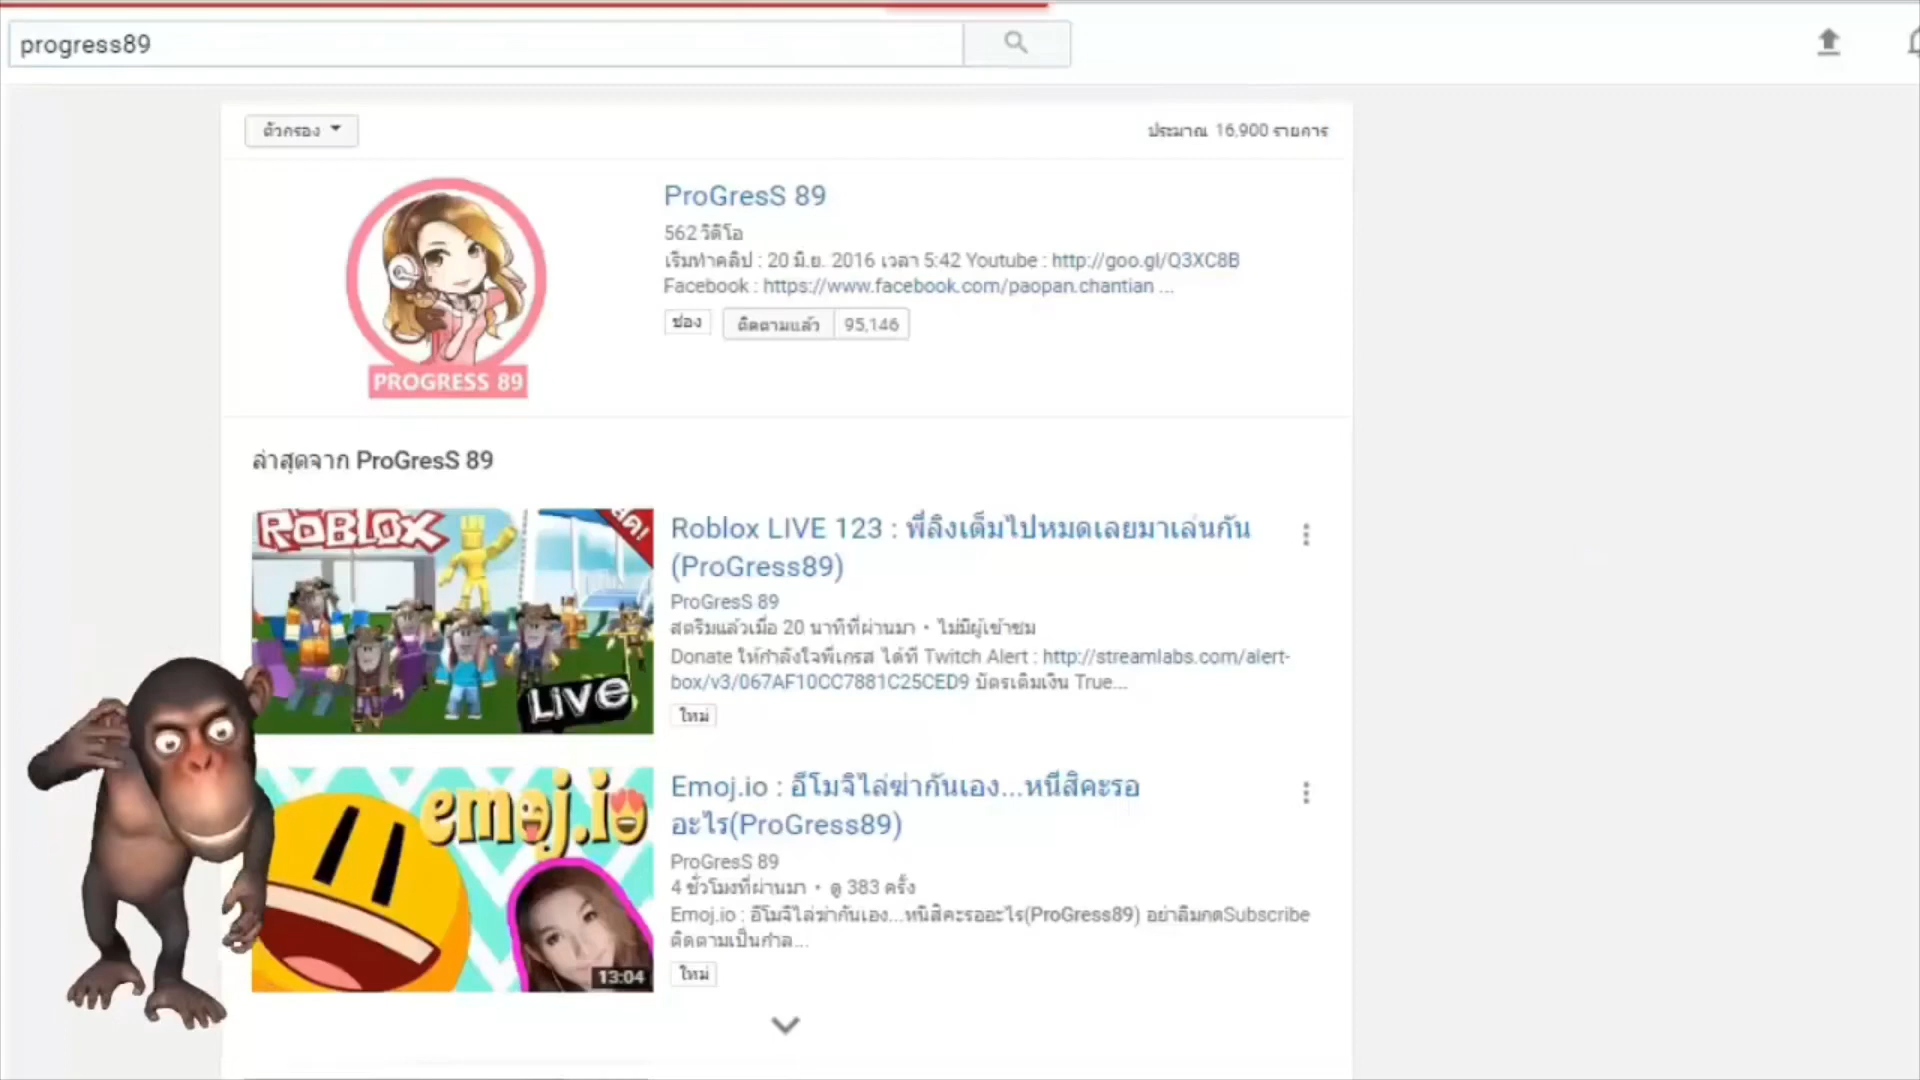 progress89
ตัวกรอง
ประมาณ 16,900 รายการ
ProGresS 89
562 วิดีโอ
เริ่มทำคลิป : 20 มิ.ย. 2016 เวลา 5:42 Youtube : http://goo.gl/Q3XC8B
Facebook : https://www.facebook.com/paopan.chantian ...
ช่อง
ติดตามแล้ว
95,146
PROGRESS 89
ล่าสุดจาก ProGresS 89
ROBLOX
สด!
LIVE
Roblox LIVE 123 : พี่ลิงเต็มไปหมดเลยมาเล่นกัน
(ProGress89)
ProGresS 89
สตรีมแล้วเมื่อ 20 นาทีที่ผ่านมา • ไม่มีผู้เข้าชม
Donate ให้กำลังใจพี่เกรส ได้ที่ Twitch Alert : http://streamlabs.com/alert-
box/v3/067AF10CC7881C25CED9 บัตรเติมเงิน True...
ใหม่
emoj.io
13:04
Emoj.io : อีโมจิไล่ฆ่ากันเอง...หนีสิคะรอ
อะไร(ProGress89)
ProGresS 89
4 ชั่วโมงที่ผ่านมา • ดู 383 ครั้ง
Emoj.io : อีโมจิไล่ฆ่ากันเอง...หนีสิคะรออะไร(ProGress89) อย่าลืมกดSubscribe
ติดตามเป็นกำล...
ใหม่